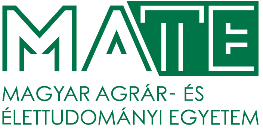 MATE
MAGYAR AGRÁR- ÉS
ÉLETTUDOMÁNYI EGYETEM